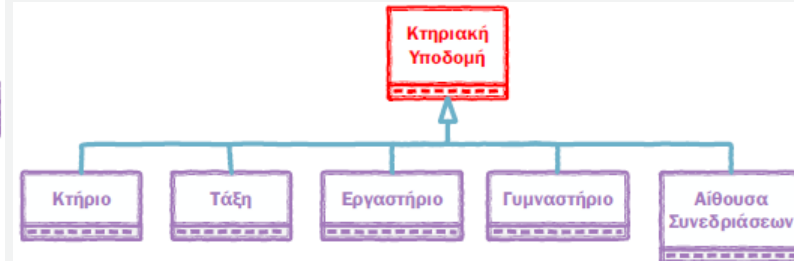 Κτηριακή
Υποδομή
Κτήριο
Τάξη
Εργαστήριο
Γυμναστήριο
Αίθουσα
Συνεδριάσεων